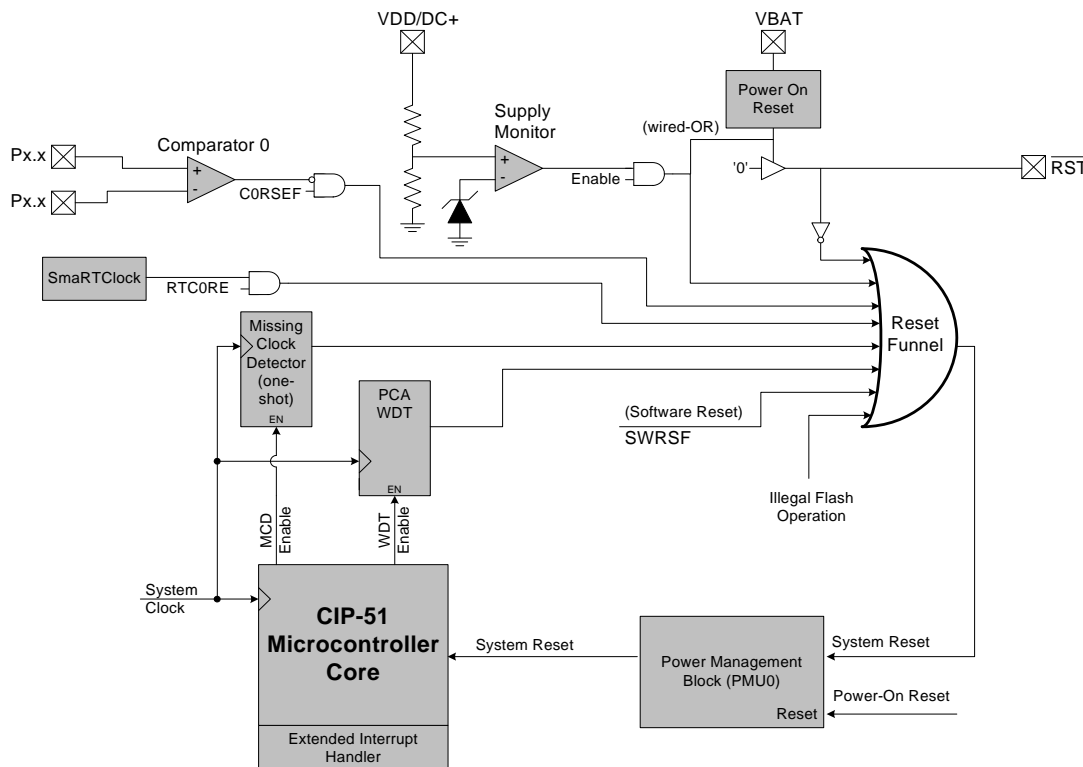 VDD/DC+
VBAT
Power On
Reset
Supply
Monitor
(wired-OR)
Comparator 0
Px.x
+
-
Px.x
C0RSEF
+
-
Enable
'0'
RST
SmaRTClock
RTC0RE
Missing
Clock
Detector
(one-
shot)
EN
PCA
WDT
EN
Reset
Funnel
(Software Reset)
SWRSF
Illegal Flash
Operation
MCD
Enable
WDT
Enable
System
Clock
CIP-51
Microcontroller
Core
Extended Interrupt
Handler
System Reset
Power Management
Block (PMU0)
Reset
System Reset
Power-On Reset